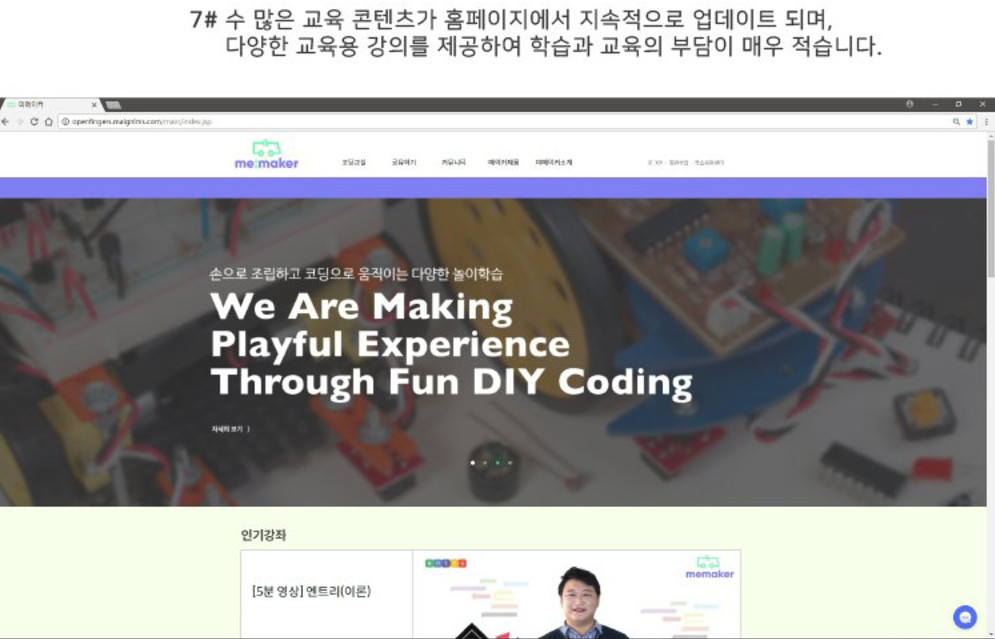 7# 수 많은 교육 콘텐츠가 홈페이지에서 지속적으로 업데이트 되며,
다양한 교육용 강의를 제공하여 학습과 교육의 부담이 매우 적습니다.
미메이커
openfingers.malgnlms.com/main/index.jsp
me:maker
코딩교실 공유하기 커뮤니티 메이커제품 미메이커소개
손으로 조립하고 코딩으로 움직이는 다양한 놀이학습
We Are Making
Playful Experience
Through Fun DIY Coding
자세히 보기 〉
인기강좌
[5분 영상] 엔트리(이론)
memaker